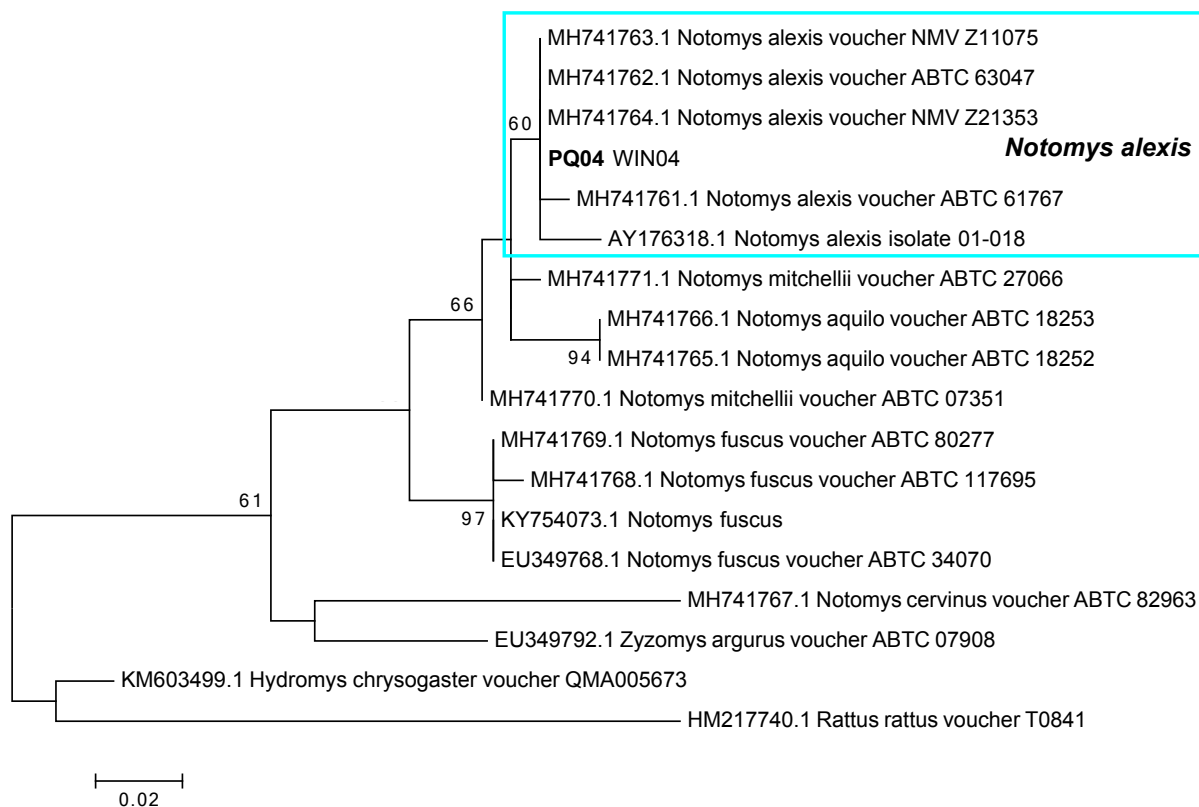 MH741763.1 Notomys alexis voucher NMV Z11075
MH741762.1 Notomys alexis voucher ABTC 63047
MH741764.1 Notomys alexis voucher NMV Z21353
60
PQ04 WIN04
Notomys alexis
MH741761.1 Notomys alexis voucher ABTC 61767
AY176318.1 Notomys alexis isolate 01-018
MH741771.1 Notomys mitchellii voucher ABTC 27066
66
MH741766.1 Notomys aquilo voucher ABTC 18253
94
MH741765.1 Notomys aquilo voucher ABTC 18252
MH741770.1 Notomys mitchellii voucher ABTC 07351
MH741769.1 Notomys fuscus voucher ABTC 80277
MH741768.1 Notomys fuscus voucher ABTC 117695
61
97
KY754073.1 Notomys fuscus
EU349768.1 Notomys fuscus voucher ABTC 34070
MH741767.1 Notomys cervinus voucher ABTC 82963
EU349792.1 Zyzomys argurus voucher ABTC 07908
KM603499.1 Hydromys chrysogaster voucher QMA005673
HM217740.1 Rattus rattus voucher T0841
0.02